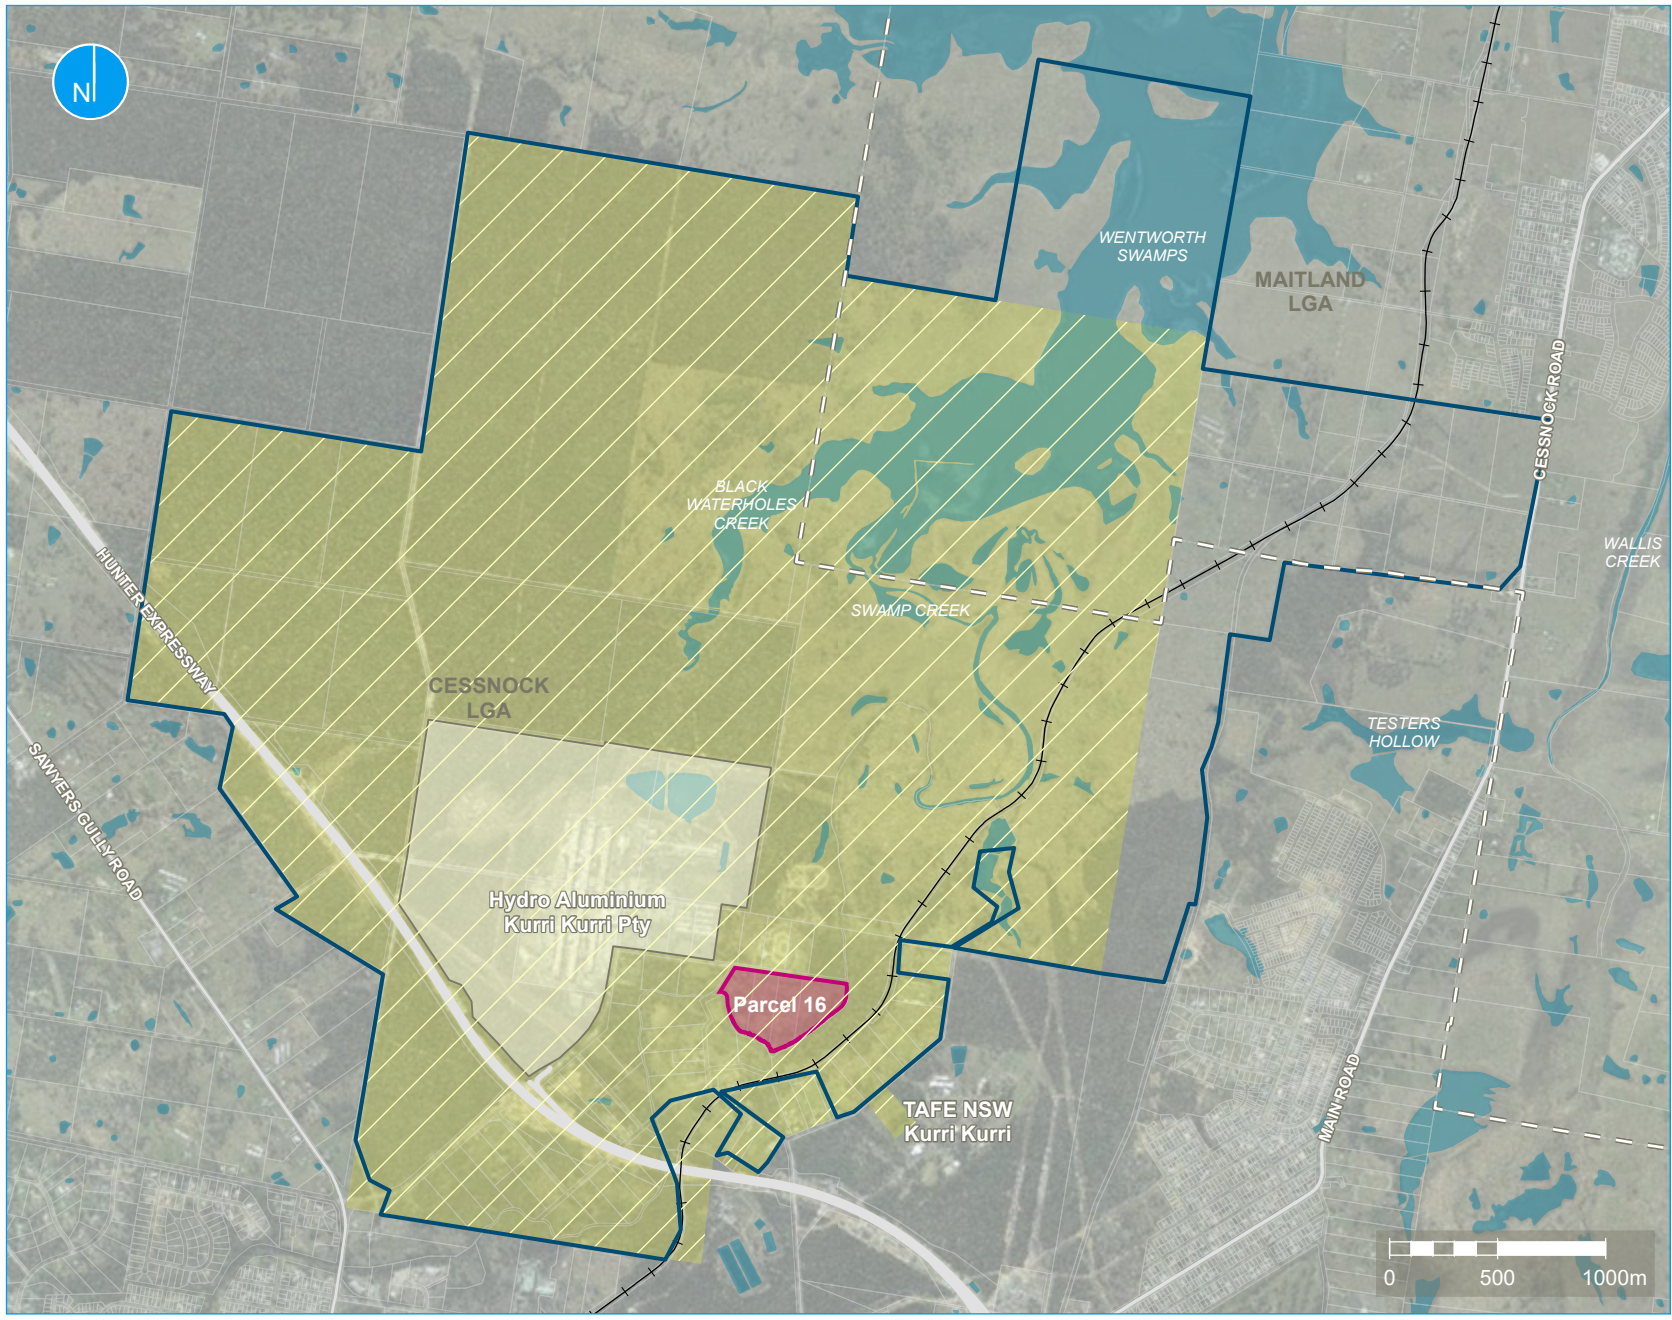 N
WENTWORTH
SWAMPS
MAITLAND
LGA
CESSNOCK ROAD
BLACK
WATERHOLES
CREEK
WALLIS
CREEK
HUNTER EXPRESSWAY
SWAMP CREEK
CESSNOCK
LGA
TESTERS
HOLLOW
SAWYERS GULLY ROAD
Hydro Aluminium
Kurri Kurri Pty
Parcel 16
TAFE NSW
Kurri Kurri
MAIN ROAD
0 500 1000m